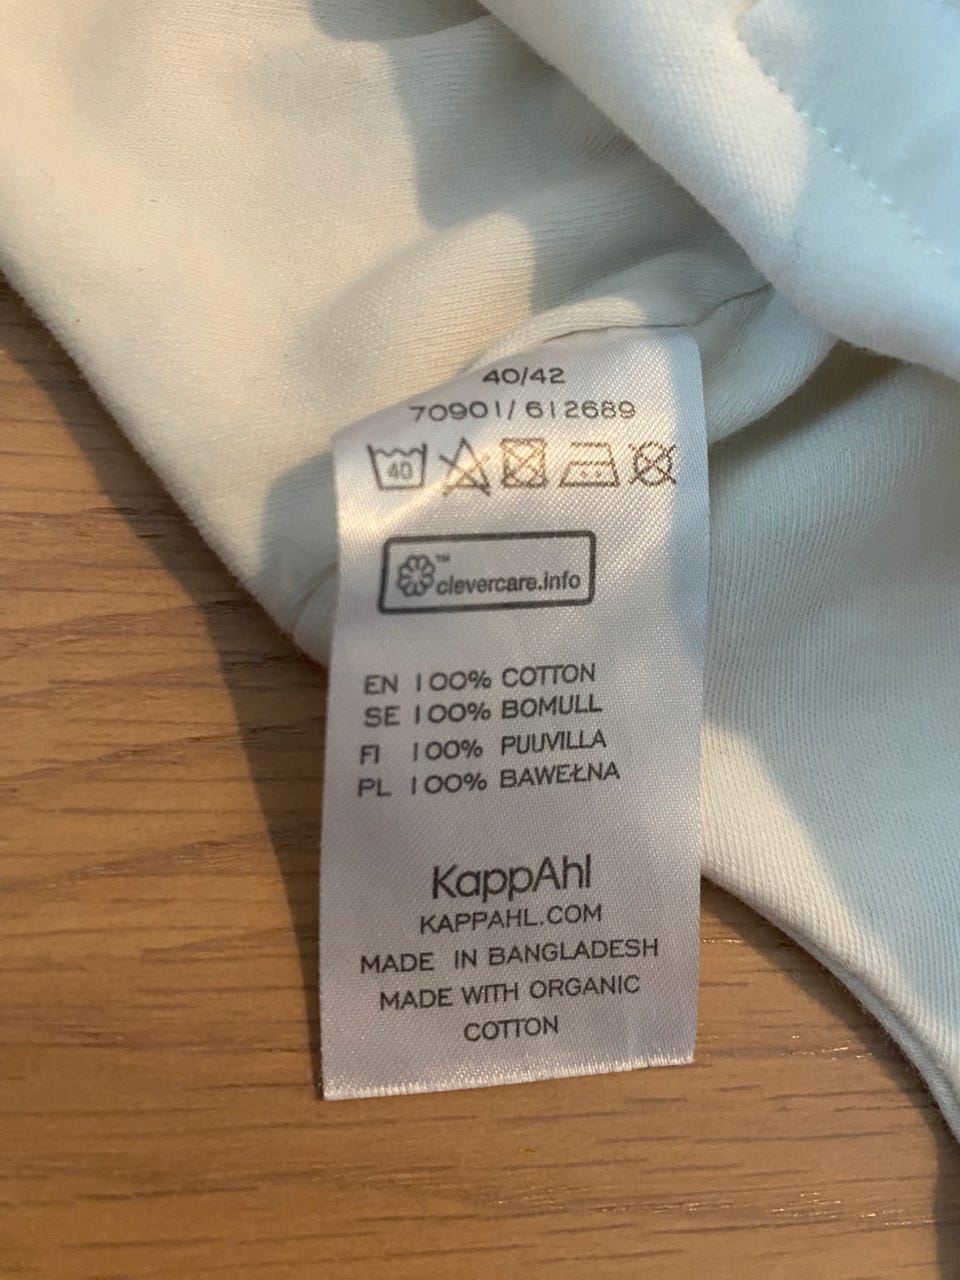 40/42
70901/612689
40
™
clevercare.info
EN 100% COTTON
SE 100% BOMULL
FI 100% PUUVILLA
PL 100% BAWEŁNA
KappAhl
KAPPAHL.COM
MADE IN BANGLADESH
MADE WITH ORGANIC
COTTON